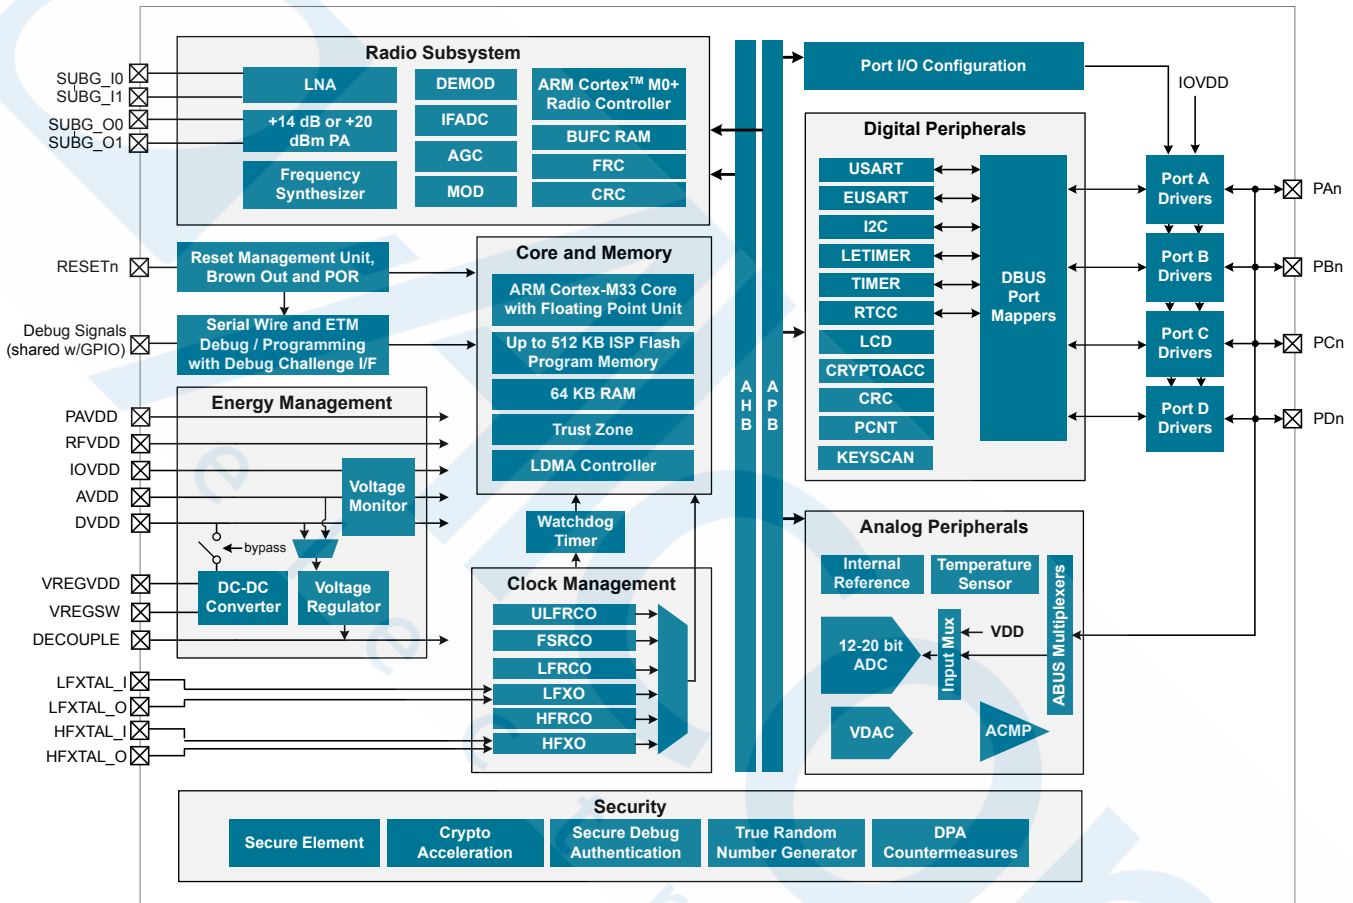 Radio Subsystem
SUBG_I0
SUBG_I1
SUBG_O0
SUBG_O1
LNA
+14 dB or +20
dBm PA
Frequency
Synthesizer
DEMOD
IFADC
AGC
MOD
ARM Cortex™ M0+
Radio Controller
BUFC RAM
FRC
CRC
RESETn
Reset Management Unit,
Brown Out and POR
Debug Signals
(shared w/GPIO)
Serial Wire and ETM
Debug / Programming
with Debug Challenge I/F
Core and Memory
ARM Cortex-M33 Core
with Floating Point Unit
Up to 512 KB ISP Flash
Program Memory
64 KB RAM
Trust Zone
LDMA Controller
Energy Management
PAVDD
RFVDD
IOVDD
AVDD
DVDD
VREGVDD
VREGSW
DECOUPLE
Voltage
Monitor
bypass
DC-DC
Converter
Voltage
Regulator
Watchdog
Timer
Clock Management
ULFRCO
FSRCO
LFRCO
LFXO
HFRCO
HFXO
LFXTAL_I
LFXTAL_O
HFXTAL_I
HFXTAL_O
AHB
APB
Port I/O Configuration
IOVDD
Digital Peripherals
USART
EUSART
I2C
LETIMER
TIMER
RTCC
LCD
CRYPTOACC
CRC
PCNT
KEYSCAN
DBUS
Port
Mappers
Port A
Drivers
Port B
Drivers
Port C
Drivers
Port D
Drivers
PAn
PBn
PCn
PDn
Analog Peripherals
Internal
Reference
Temperature
Sensor
12-20 bit
ADC
Input Mux
VDD
ABUS Multiplexers
VDAC
ACMP
Security
Secure Element
Crypto
Acceleration
Secure Debug
Authentication
True Random
Number Generator
DPA
Countermeasures